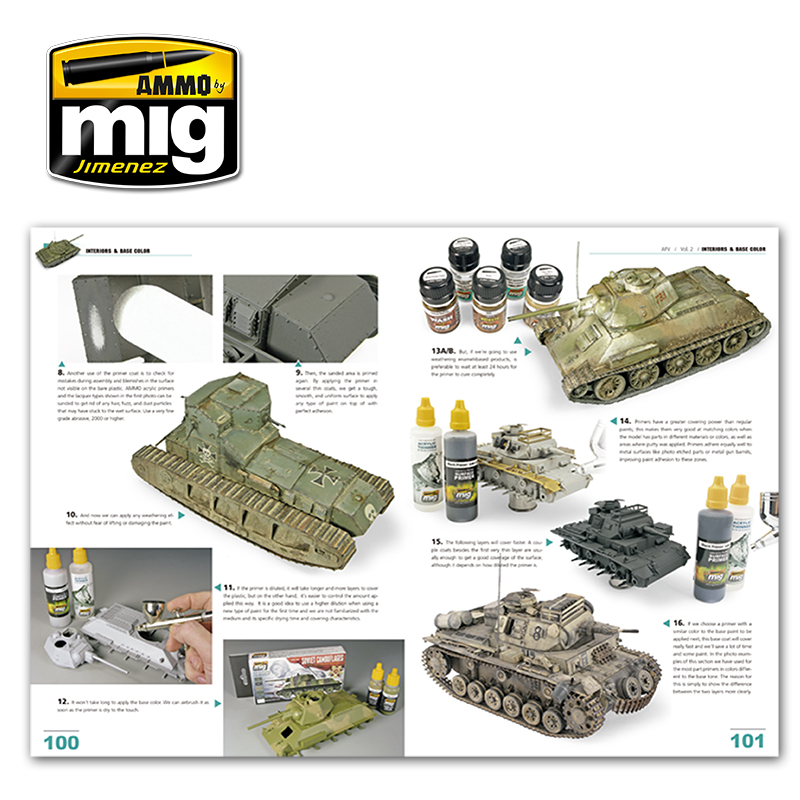 AMMO by
mig
Jimenez
INTERIORS & BASE COLOR
8. Another use of the primer coat is to check for
mistakes during assembly and blemishes in the surface
not visible on the bare plastic. AMMO acrylic primers
and the lacquer types shown in the first photo can be
sanded to get rid of any hair, fuzz, and dust particles
that may have stuck to the wet surface. Use a very fine
grade abrasive, 2000 or higher.
9. Then, the sanded area is primed
again. By applying the primer in
several thin coats, we get a tough,
smooth, and uniform surface to apply
any type of paint on top of with
perfect adhesion.
10. And now we can apply any weathering ef-
fect without fear of lifting or damaging the paint.
11. If the primer is diluted, it will take longer and more layers to cover
the plastic, but on the other hand, it's easier to control the amount ap-
plied this way. It is a good idea to use a higher dilution when using a
new type of paint for the first time and we are not familiarized with the
medium and its specific drying time and covering characteristics.
12. It won't take long to apply the base color. We can airbrush it as
soon as the primer is dry to the touch.
SOVIET CAMOUFLAGES
100
AFV / Vol. 2 / INTERIORS & BASE COLOR
WASH
mig
13A/B. But, if we're going to use
weathering enamel-based products, is
preferable to wait at least 24 hours for
the primer to cure completely.
14. Primers have a greater covering power than regular
paints; this makes them very good at matching colors when
the model has parts in different materials or colors, as well as
areas where putty was applied. Primers adhere equally well to
metal surfaces like photo etched parts or metal gun barrels,
improving paint adhesion to these zones.
SURFACE
PRIMER
mig
15. The following layers will cover faster. A cou-
ple coats besides the first very thin layer are usu-
ally enough to get a good coverage of the surface,
although it depends on how diluted the primer is.
mig
16. If we choose a primer with a
similar color to the base paint to be
applied next, this base coat will cover
really fast and we'll save a lot of time
and some paint. In the photo exam-
ples of this section we have used for
the most part primers in colors differ-
ent to the base tone. The reason for
this is simply to show the difference
between the two layers more clearly.
101